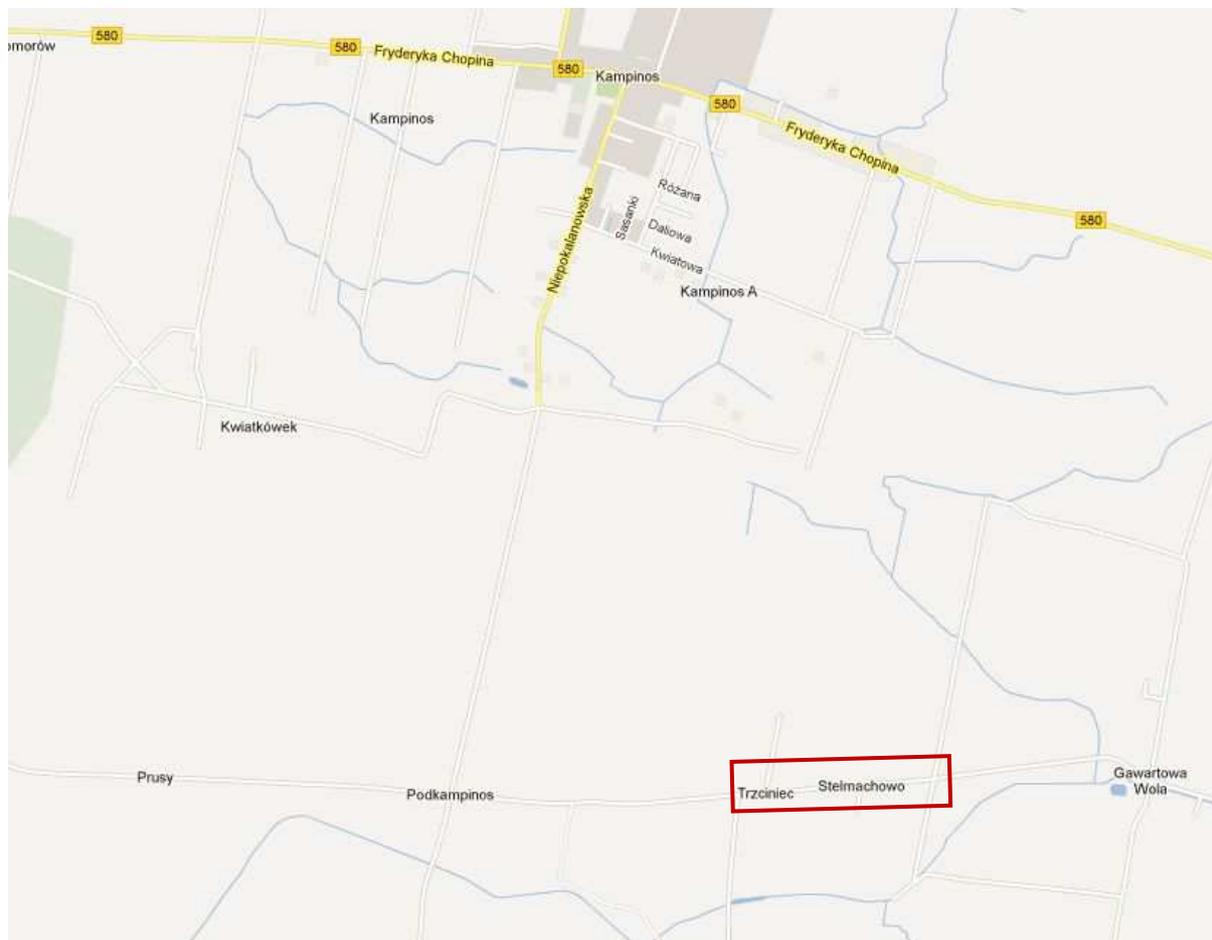 580
580
Fryderyka Chopina
580
Kampinos
580
Kampinos
Fryderyka Chopina
Różana
580
Sasanki
Daliowa
Niepokalanowska
Kwiatowa
Kampinos A
Kwiatkówek
Prusy
Podkampinos
Trzciniec
Stelmachowo
Gawartowa
Wola